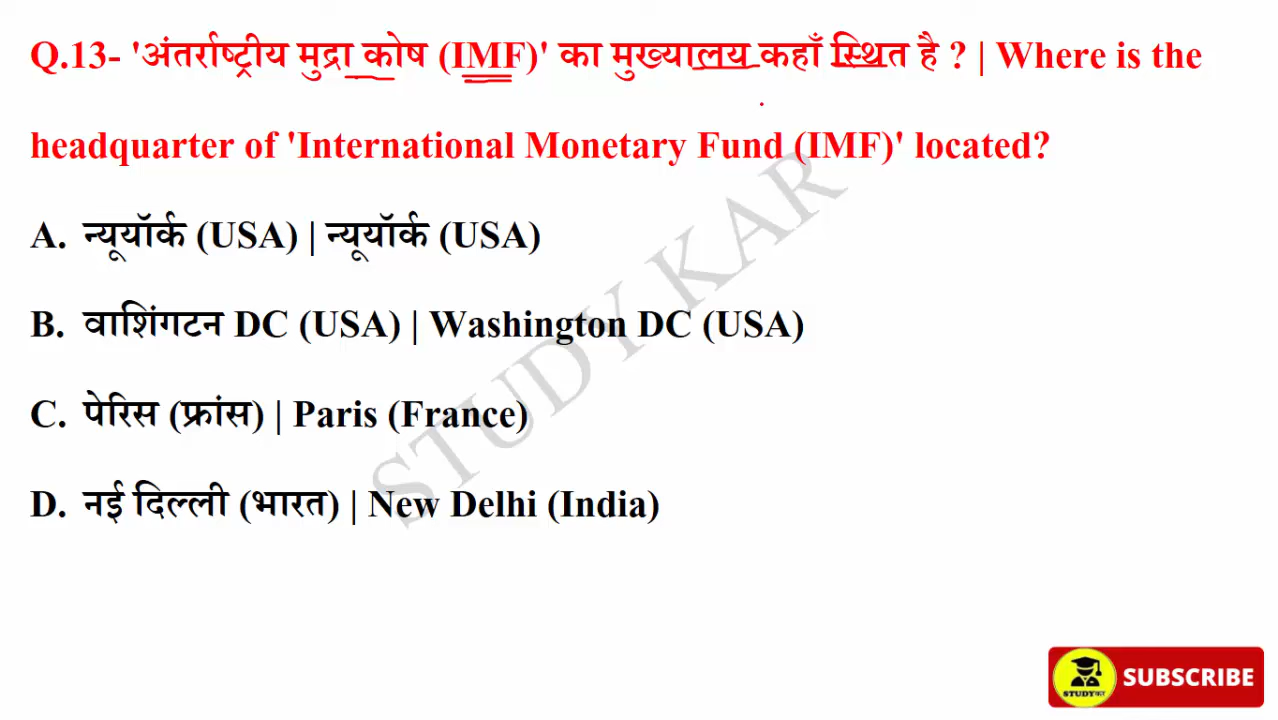 Q.13- 'अंतर्राष्ट्रीय मुद्रा कोष (IMF)' का मुख्यालय कहाँ स्थित है ? | Where is the
headquarter of 'International Monetary Fund (IMF)' located?
A. न्यूयॉर्क (USA) | न्यूयॉर्क (USA)
B. वाशिंगटन DC (USA) | Washington DC (USA)
C. पेरिस (फ्रांस) | Paris (France)
D. नई दिल्ली (भारत) | New Delhi (India)
STUDY KAR
STUDYकर
SUBSCRIBE